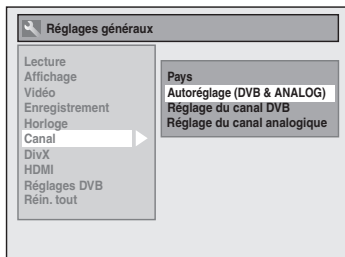 Réglages généraux
Lecture
Affichage
Vidéo
Enregistrement
Horloge
Canal
DivX
HDMI
Réglages DVB
Réin. tout
Pays
Autoréglage (DVB & ANALOG)
Réglage du canal DVB
Réglage du canal analogique